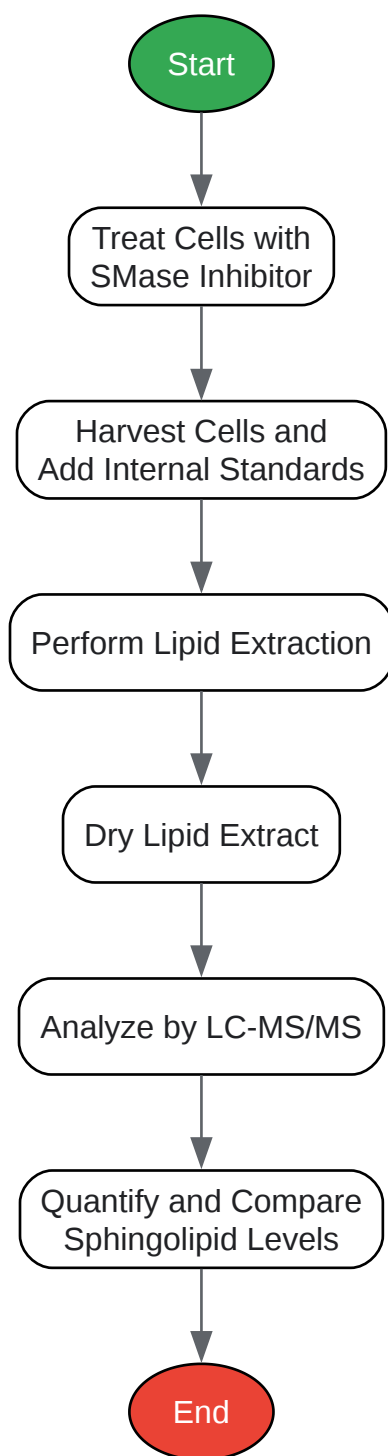 Start
Treat Cells with
SMase Inhibitor
Harvest Cells and
Add Internal Standards
Perform Lipid Extraction
Dry Lipid Extract
Analyze by LC-MS/MS
Quantify and Compare
Sphingolipid Levels
End